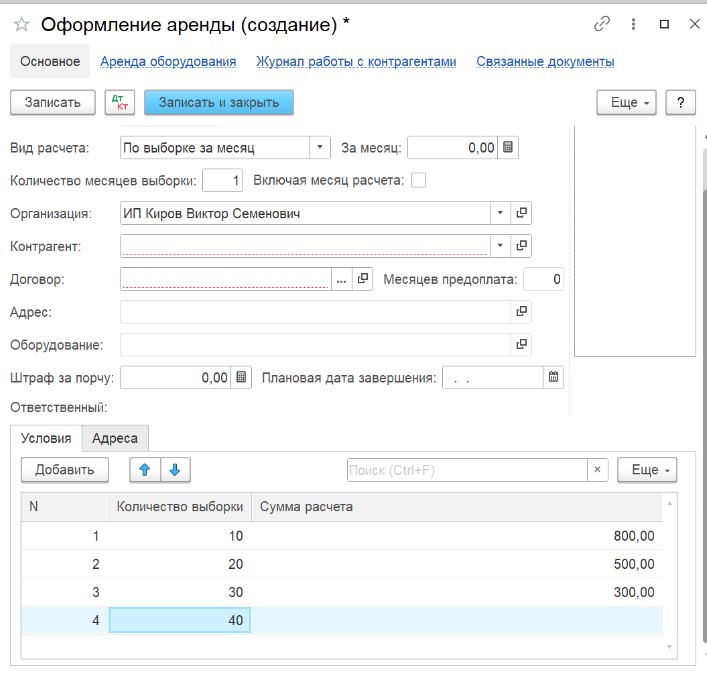 Оформление аренды (создание) *
Основное Аренда оборудования Журнал работы с контрагентами Связанные документы
Записать Дт Кт Записать и закрыть Еще ?
Вид расчета: По выборке за месяц За месяц: 0,00
Количество месяцев выборки: 1 Включая месяц расчета:
Организация: ИП Киров Виктор Семенович
Контрагент:
Договор: ... Месяцев предоплата: 0
Адрес:
Оборудование:
Штраф за порчу: 0,00 Плановая дата завершения: . .
Ответственный:
Условия Адреса
Добавить Поиск (Ctrl+F) × Еще
N Количество выборки Сумма расчета
1 10 800,00
2 20 500,00
3 30 300,00
4 40